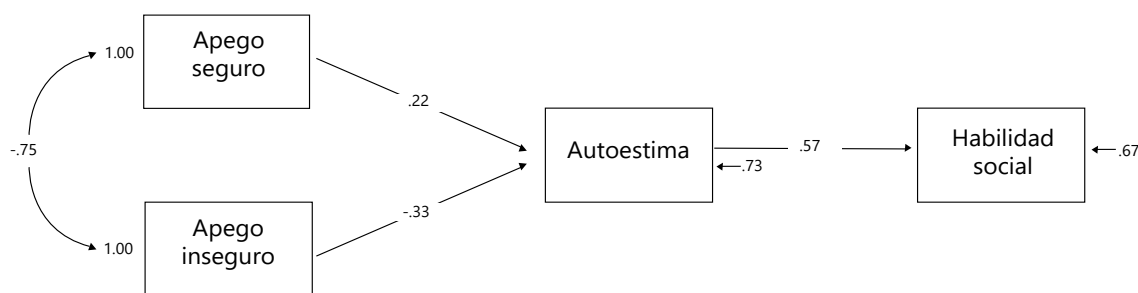 1.00
Apego
seguro
.22
-.75
Autoestima
.73
.57
Habilidad
social
.67
-.33
1.00
Apego
inseguro